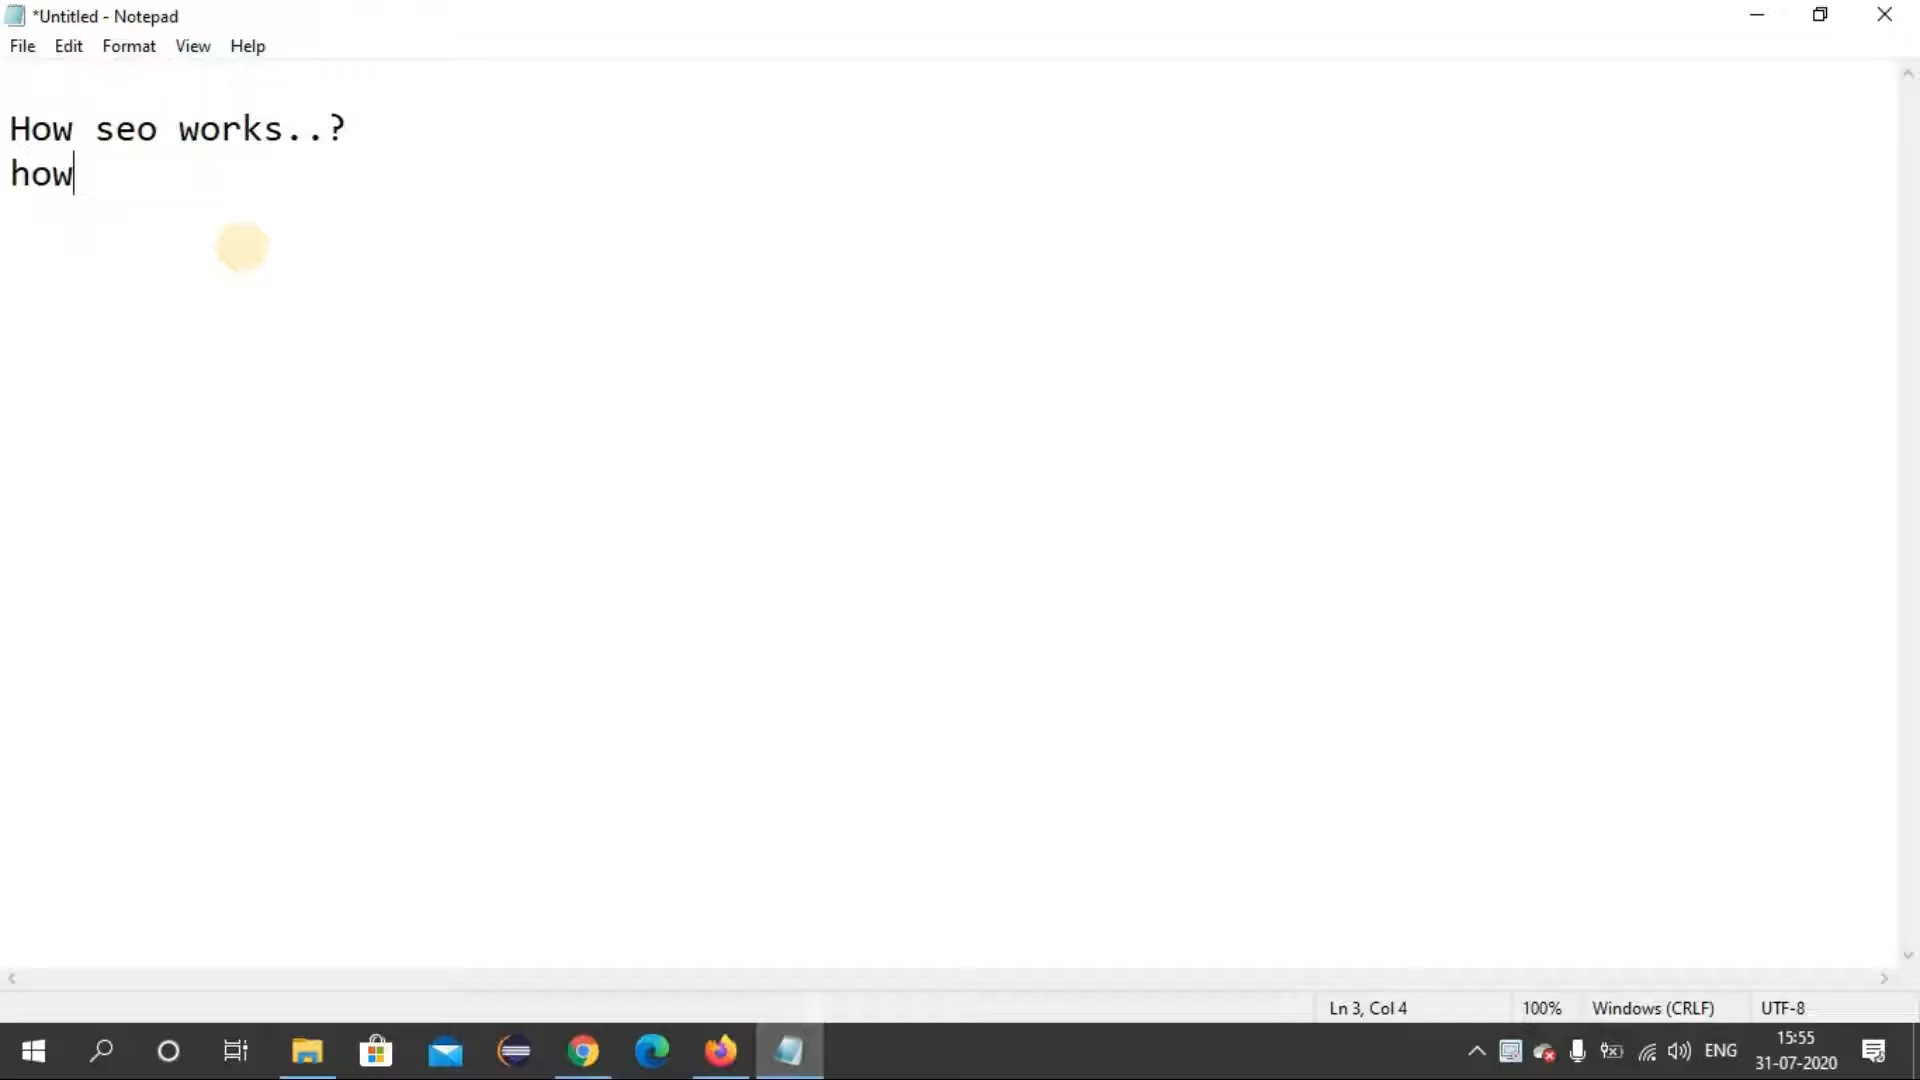 *Untitled - Notepad
File Edit Format View Help
How seo works..?
how
Ln 3, Col 4 100% Windows (CRLF) UTF-8
ENG
15:55
31-07-2020